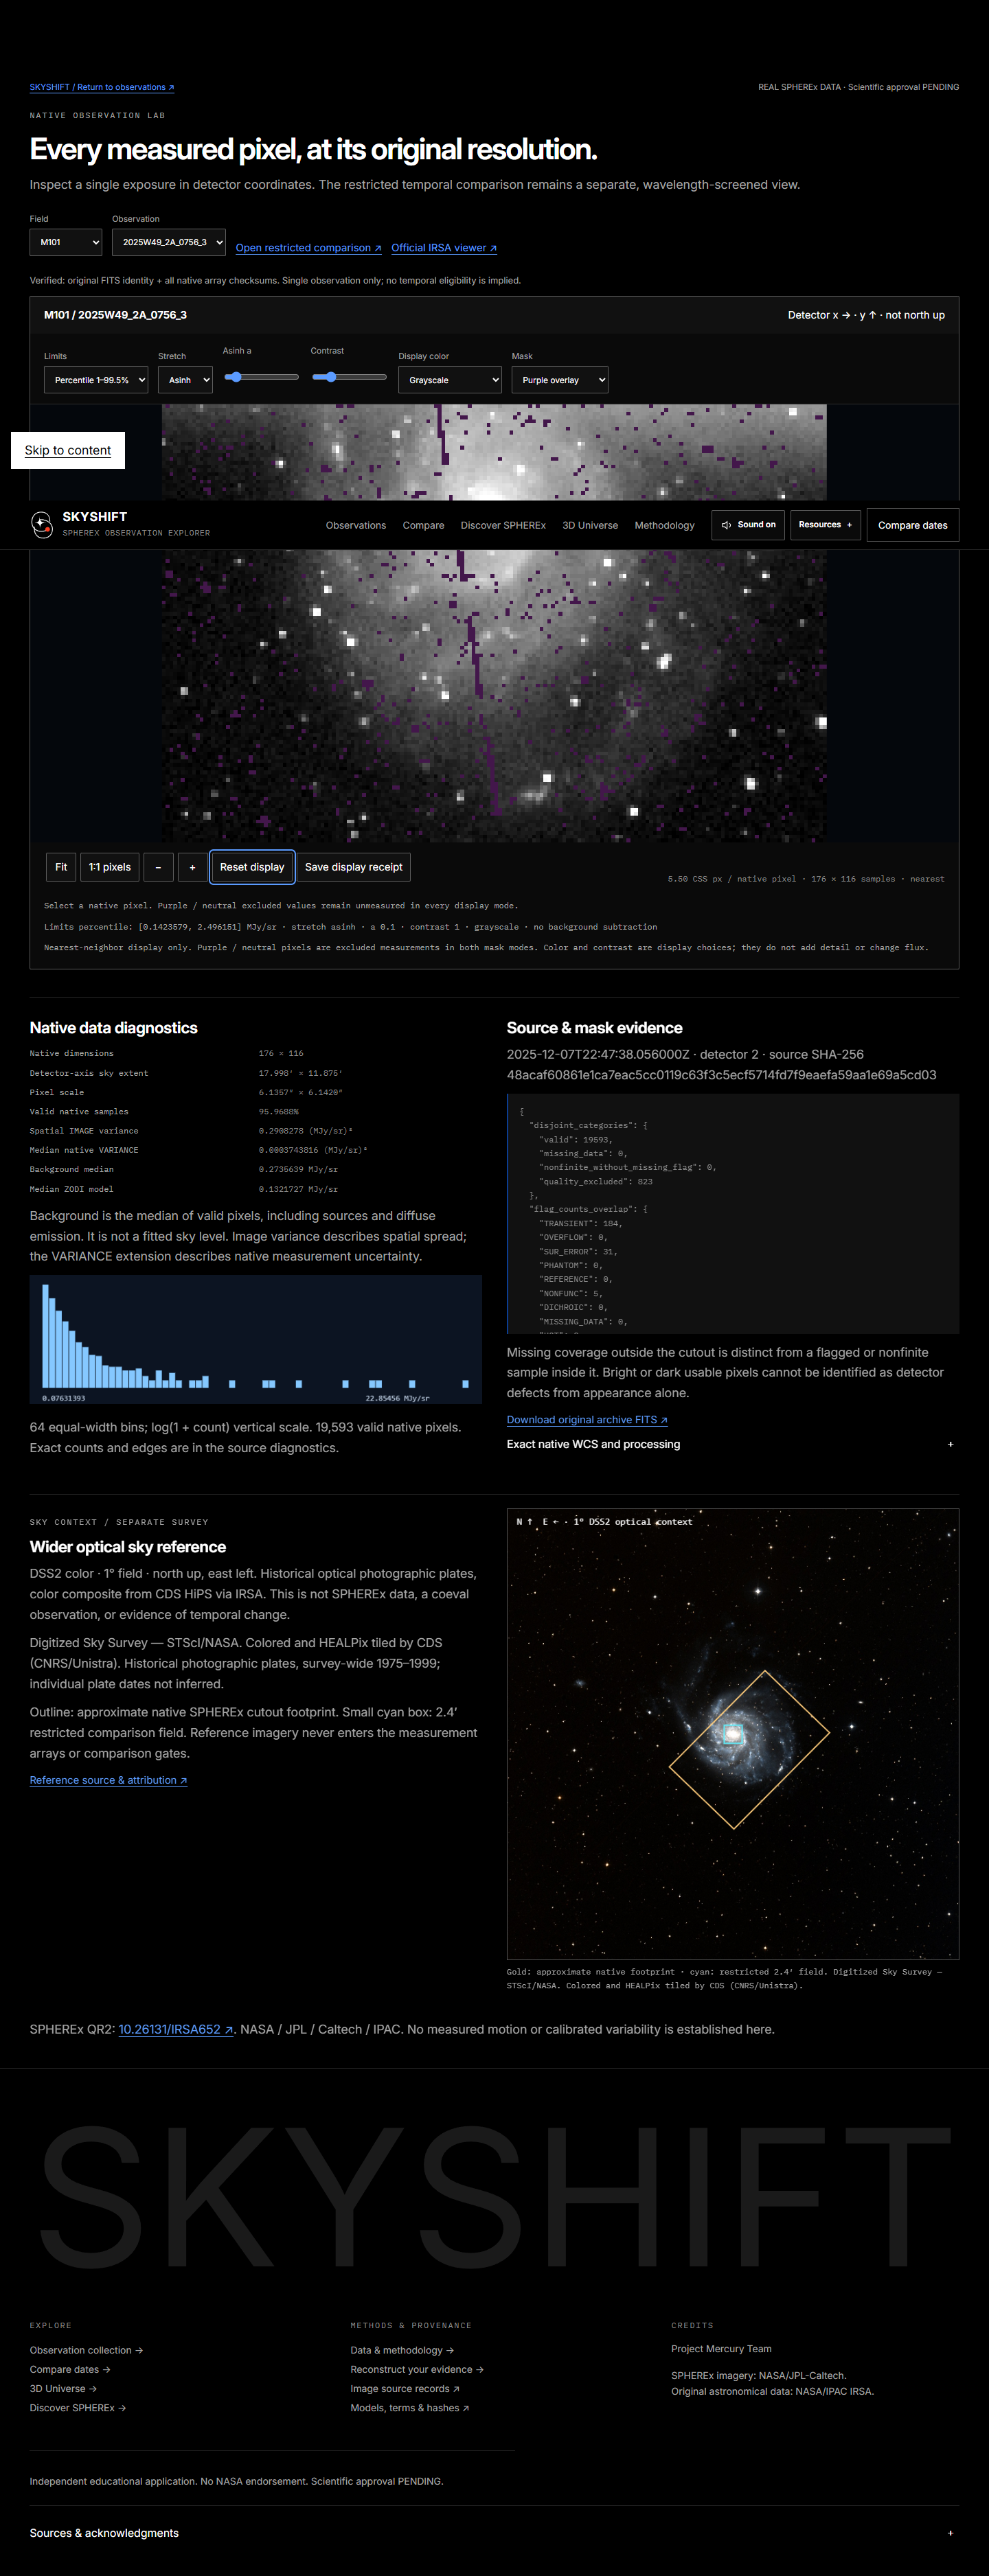 SKYSHIFT / Return to observations ↗
REAL SPHEREx DATA · Scientific approval PENDING
NATIVE OBSERVATION LAB
Every measured pixel, at its original resolution.
Inspect a single exposure in detector coordinates. The restricted temporal comparison remains a separate, wavelength-screened view.
Field
Observation
M101
2025W49_2A_0756_3
Open restricted comparison ↗
Official IRSA viewer ↗
Verified: original FITS identity + all native array checksums. Single observation only; no temporal eligibility is implied.
M101 / 2025W49_2A_0756_3
Detector x → · y ↑ · not north up
Limits
Stretch
Asinh a
Contrast
Display color
Mask
Percentile 1–99.5%
Asinh
Grayscale
Purple overlay
Skip to content
SKYSHIFT
SPHEREX OBSERVATION EXPLORER
Observations
Compare
Discover SPHEREx
3D Universe
Methodology
Sound on
Resources +
Compare dates
Fit
1:1 pixels
−
+
Reset display
Save display receipt
5.50 CSS px / native pixel · 176 × 116 samples · nearest
Select a native pixel. Purple / neutral excluded values remain unmeasured in every display mode.
Limits percentile: [0.1423579, 2.496151] MJy/sr · stretch asinh · a 0.1 · contrast 1 · grayscale · no background subtraction
Nearest-neighbor display only. Purple / neutral pixels are excluded measurements in both mask modes. Color and contrast are display choices; they do not add detail or change flux.
Native data diagnostics
Native dimensions 176 × 116
Detector-axis sky extent 17.998′ × 11.875′
Pixel scale 6.1357″ × 6.1420″
Valid native samples 95.9688%
Spatial IMAGE variance 0.2908278 (MJy/sr)²
Median native VARIANCE 0.0003743816 (MJy/sr)²
Background median 0.2735639 MJy/sr
Median ZODI model 0.1321727 MJy/sr
Background is the median of valid pixels, including sources and diffuse
emission. It is not a fitted sky level. Image variance describes spatial spread;
the VARIANCE extension describes native measurement uncertainty.
0.07631393
22.85456 MJy/sr
64 equal-width bins; log(1 + count) vertical scale. 19,593 valid native pixels.
Exact counts and edges are in the source diagnostics.
Source & mask evidence
2025-12-07T22:47:38.056000Z · detector 2 · source SHA-256
48acaf60861e1ca7eac5cc0119c63f3c5ecf5714fd7f9eaefa59aa1e69a5cd03
{
"disjoint_categories": {
"valid": 19593,
"missing_data": 0,
"nonfinite_without_missing_flag": 0,
"quality_excluded": 823
},
"flag_counts_overlap": {
"TRANSIENT": 184,
"OVERFLOW": 0,
"SUR_ERROR": 31,
"PHANTOM": 0,
"REFERENCE": 0,
"NONFUNC": 5,
"DICHROIC": 0,
"MISSING_DATA": 0,
Missing coverage outside the cutout is distinct from a flagged or nonfinite
sample inside it. Bright or dark usable pixels cannot be identified as detector
defects from appearance alone.
Download original archive FITS ↗
Exact native WCS and processing +
SKY CONTEXT / SEPARATE SURVEY
Wider optical sky reference
DSS2 color · 1° field · north up, east left. Historical optical photographic plates,
color composite from CDS HiPS via IRSA. This is not SPHEREx data, a coeval
observation, or evidence of temporal change.
Digitized Sky Survey — STScI/NASA. Colored and HEALPix tiled by CDS
(CNRS/Unistra). Historical photographic plates, survey-wide 1975–1999;
individual plate dates not inferred.
Outline: approximate native SPHEREx cutout footprint. Small cyan box: 2.4′
restricted comparison field. Reference imagery never enters the measurement
arrays or comparison gates.
Reference source & attribution ↗
N ↑ E ← · 1° DSS2 optical context
Gold: approximate native footprint · cyan: restricted 2.4′ field. Digitized Sky Survey —
STScI/NASA. Colored and HEALPix tiled by CDS (CNRS/Unistra).
SPHEREx QR2: 10.26131/IRSA652 ↗. NASA / JPL / Caltech / IPAC. No measured motion or calibrated variability is established here.
SKYSHIFT
EXPLORE
Observation collection →
Compare dates →
3D Universe →
Discover SPHEREx →
METHODS & PROVENANCE
Data & methodology →
Reconstruct your evidence →
Image source records ↗
Models, terms & hashes ↗
CREDITS
Project Mercury Team
SPHEREx imagery: NASA/JPL-Caltech.
Original astronomical data: NASA/IPAC IRSA.
Independent educational application. No NASA endorsement. Scientific approval PENDING.
Sources & acknowledgments +